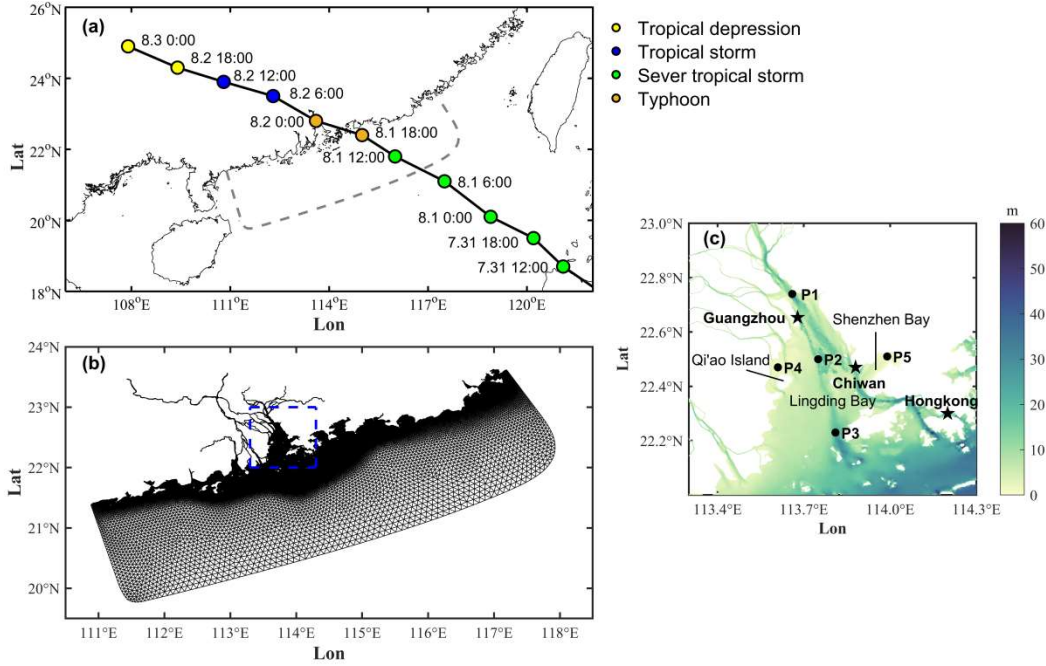 (a)
26°N
24°N
22°N
20°N
18°N
Lat
8.3 0:00
8.2 18:00
8.2 12:00
8.2 6:00
8.2 0:00
8.1 18:00
8.1 12:00
8.1 6:00
8.1 0:00
7.31 18:00
7.31 12:00
108°E
111°E
114°E
117°E
120°E
Lon
Tropical depression
Tropical storm
Sever tropical storm
Typhoon
(b)
24°N
23°N
22°N
21°N
20°N
Lat
111°E
112°E
113°E
114°E
115°E
116°E
117°E
118°E
Lon
(c)
23.0°N
22.8°N
22.6°N
22.4°N
22.2°N
Lat
P1
Guangzhou
Shenzhen Bay
Qi'ao Island
P2
P5
P4
Chiwan
Lingding Bay
Hongkong
P3
113.4°E
113.7°E
114.0°E
114.3°E
Lon
m
60
50
40
30
20
10
0